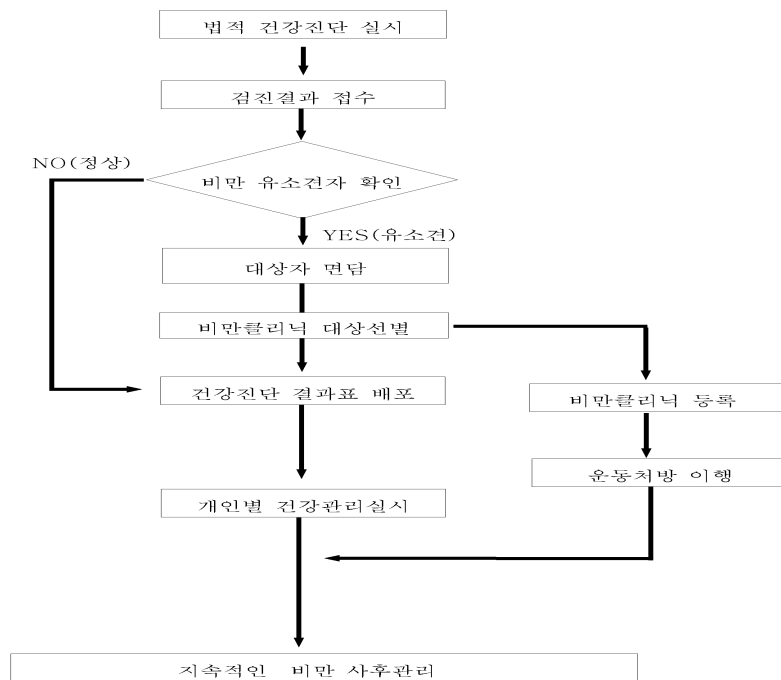 법적 건강진단 실시
검진결과 접수
NO(정상)
비만 유소견자 확인
YES(유소견)
대상자 면담
비만클리닉 대상선별
건강진단 결과표 배포
비만클리닉 등록
운동처방 이행
개인별 건강관리실시
지속적인 비만 사후관리